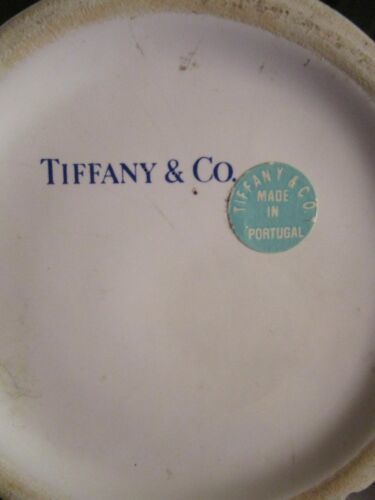 TIFFANY & CO.
TIFFANY & CO
MADE
IN
PORTUGAL